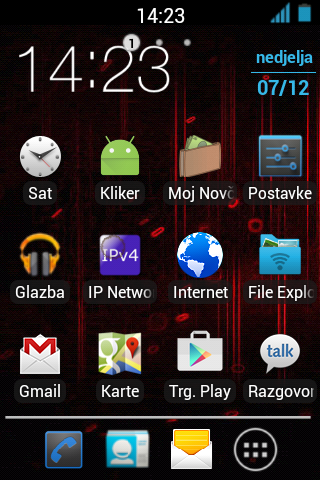 14:23
1
14:23
nedjelja
07/12
Sat
Kliker
Moj Novč
Postavke
IPv4
Glazba
IP Netwo
Internet
File Explo
talk
Gmail
Karte
Trg. Play
Razgovor